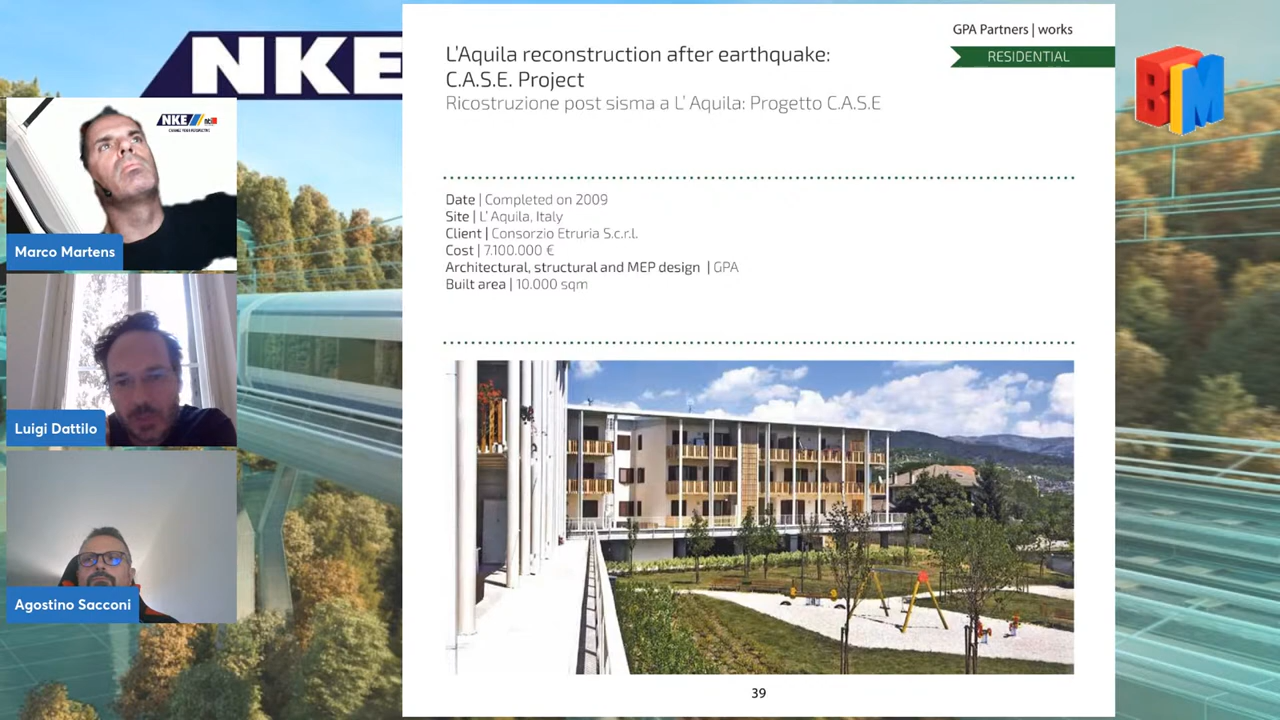 NKE
GPA Partners | works
RESIDENTIAL
BIM
L'Aquila reconstruction after earthquake:
C.A.S.E. Project
Ricostruzione post sisma a L' Aquila: Progetto C.A.S.E
NKE
Marco Martens
Date | Completed on 2009
Site | L' Aquila, Italy
Client | Consorzio Etruria S.c.r.l.
Cost | 7.100.000 €
Architectural, structural and MEP design | GPA
Built area | 10.000 sqm
Luigi Dattilo
Agostino Sacconi
39